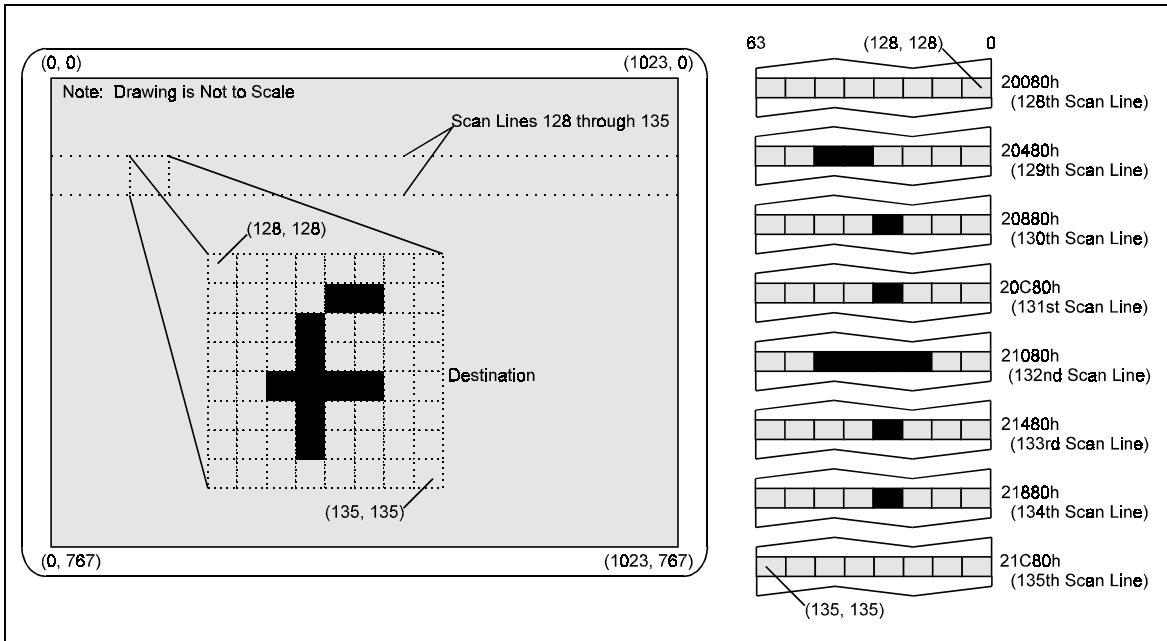 (0, 0)
(1023, 0)
Note: Drawing is Not to Scale
Scan Lines 128 through 135
(128, 128)
Destination
(135, 135)
(0, 767)
(1023, 767)
63
(128, 128)
0
20080h
(128th Scan Line)
20480h
(129th Scan Line)
20880h
(130th Scan Line)
20C80h
(131st Scan Line)
21080h
(132nd Scan Line)
21480h
(133rd Scan Line)
21880h
(134th Scan Line)
21C80h
(135th Scan Line)
(135, 135)